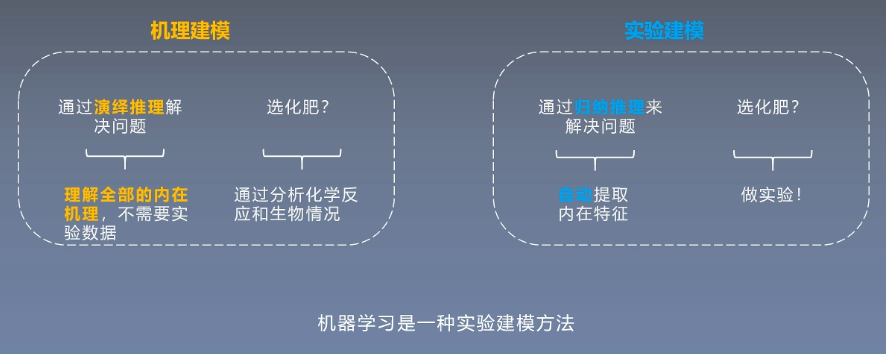 机理建模
通过演绎推理解
决问题
选化肥？
理解全部的内在
机理，不需要实
验数据
通过分析化学反
应和生物情况
实验建模
通过归纳推理来
解决问题
选化肥？
自动提取
内在特征
做实验！
机器学习是一种实验建模方法